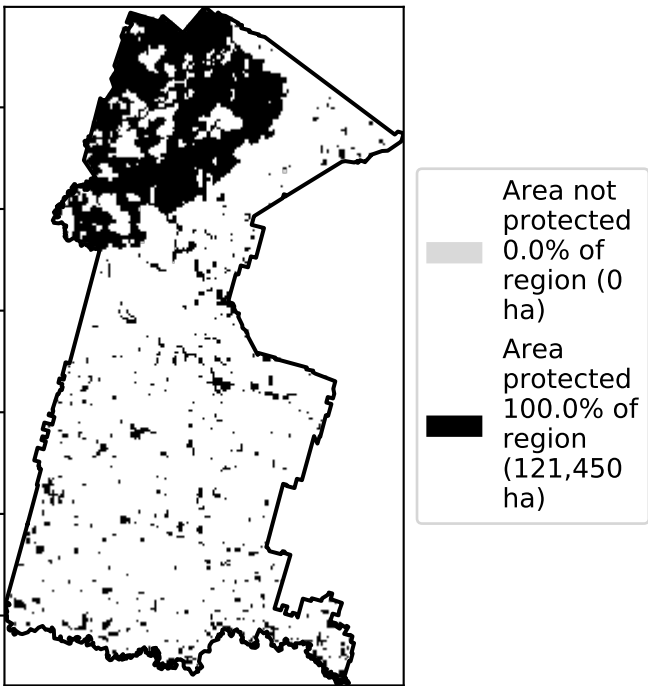 Area not
protected
0.0% of
region (0
ha)
Area
protected
100.0% of
region
(121,450
ha)